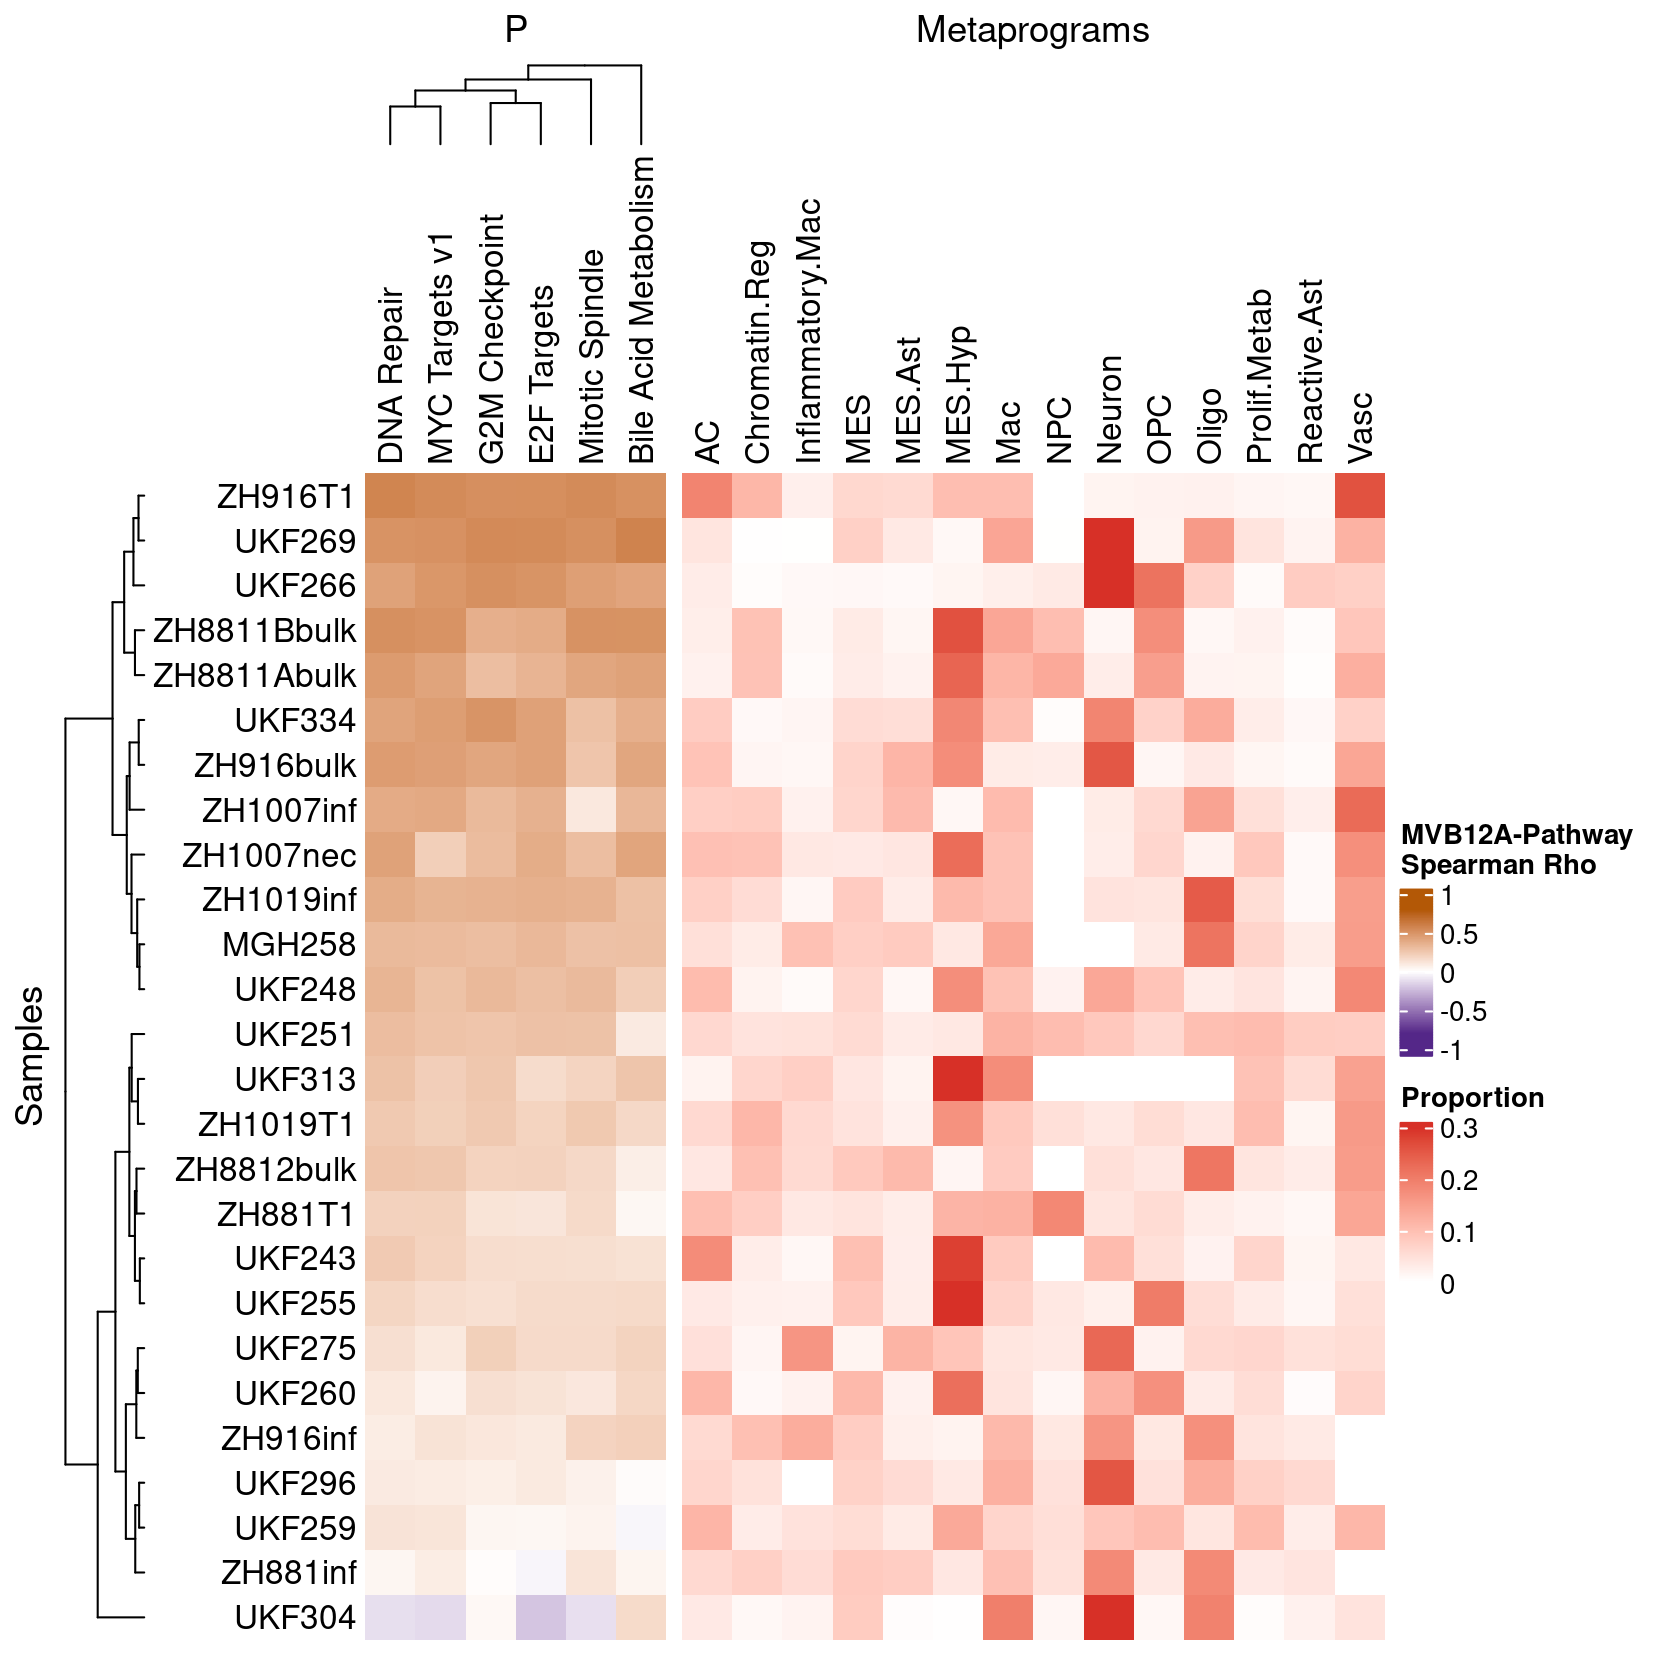 P
Metaprograms
DNA Repair
MYC Targets v1
G2M Checkpoint
E2F Targets
Mitotic Spindle
Bile Acid Metabolism
AC
Chromatin.Reg
Inflammatory.Mac
MES
MES.Ast
MES.Hyp
Mac
NPC
Neuron
OPC
Oligo
Prolif.Metab
Reactive.Ast
Vasc
Samples
ZH916T1
UKF269
UKF266
ZH8811Bbulk
ZH8811Abulk
UKF334
ZH916bulk
ZH1007inf
ZH1007nec
ZH1019inf
MGH258
UKF248
UKF251
UKF313
ZH1019T1
ZH8812bulk
ZH881T1
UKF243
UKF255
UKF275
UKF260
ZH916inf
UKF296
UKF259
ZH881inf
UKF304
MVB12A-Pathway
Spearman Rho
1
0.5
0
-0.5
-1
Proportion
0.3
0.2
0.1
0